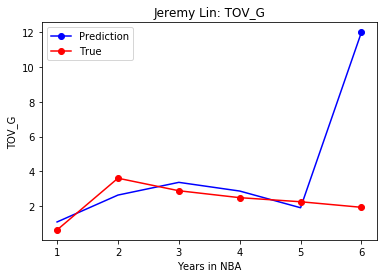 Jeremy Lin: TOV_G
Prediction
True
12
10
8
6
4
2
TOV_G
1 2 3 4 5 6
Years in NBA